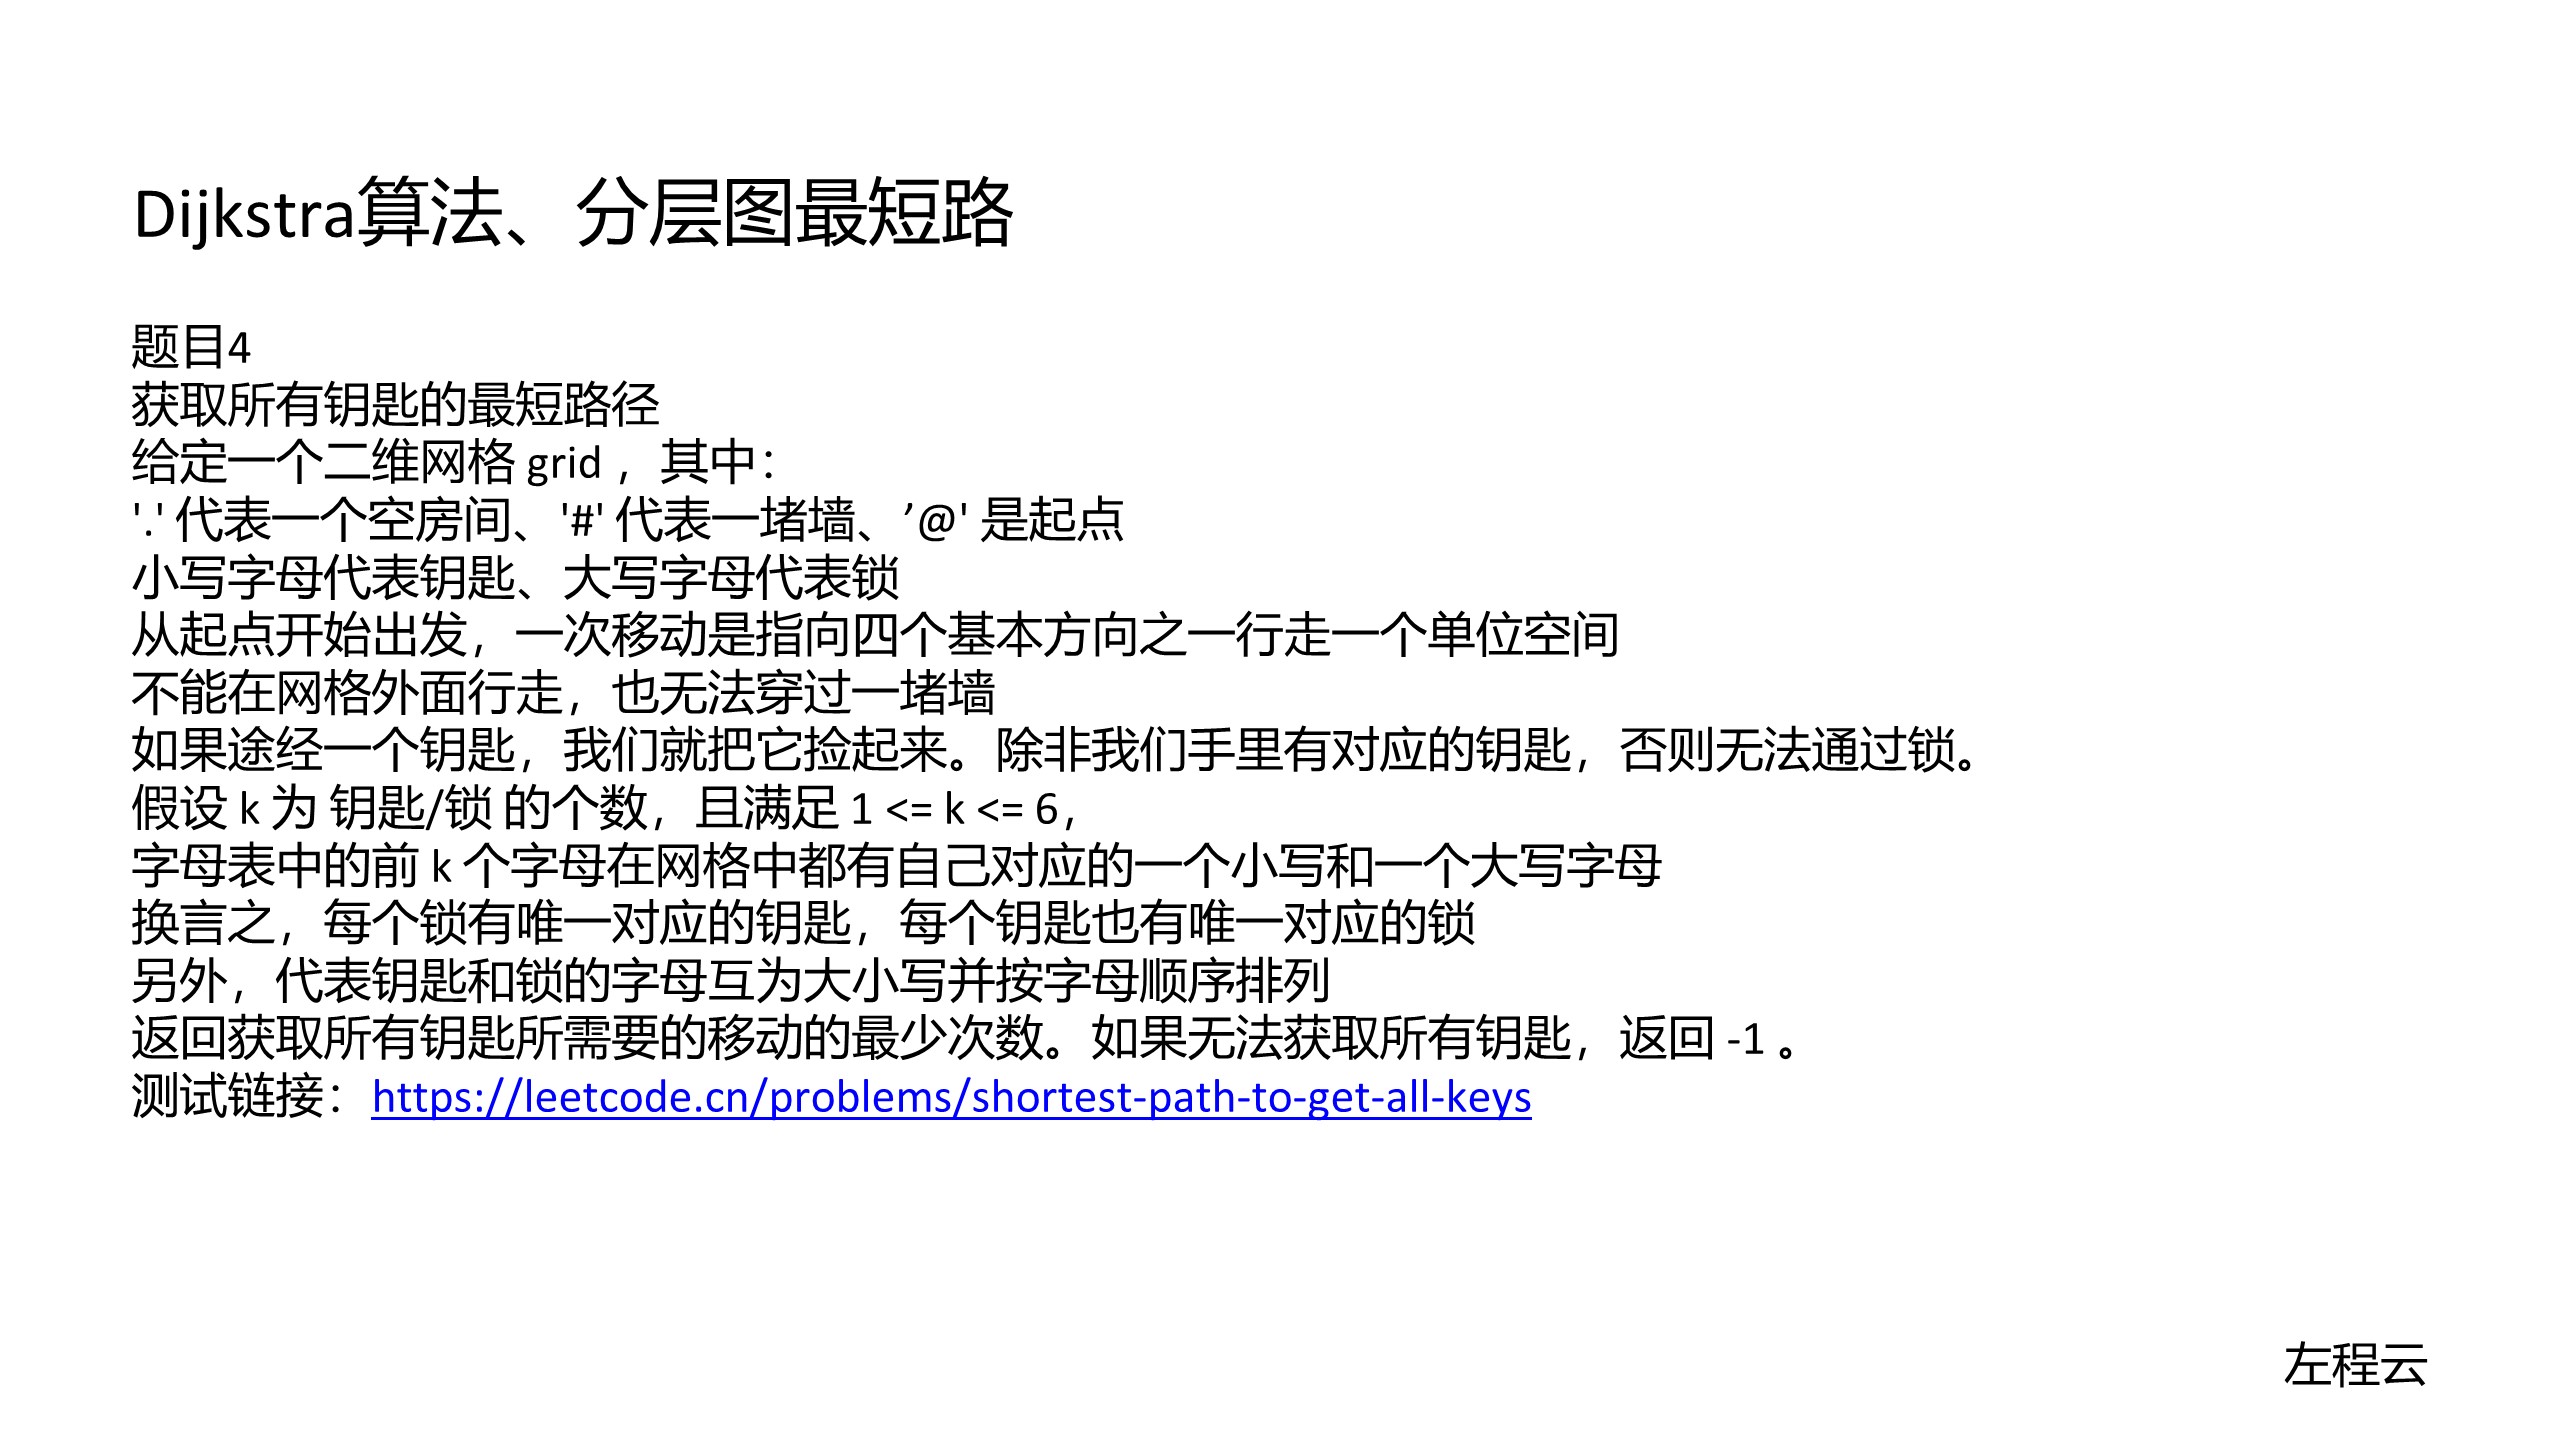 Dijkstra算法、分层图最短路
题目4
获取所有钥匙的最短路径
给定一个二维网格 grid ，其中：
'.' 代表一个空房间、'#' 代表一堵墙、’@' 是起点
小写字母代表钥匙、大写字母代表锁
从起点开始出发，一次移动是指向四个基本方向之一行走一个单位空间
不能在网格外面行走，也无法穿过一堵墙
如果途经一个钥匙，我们就把它捡起来。除非我们手里有对应的钥匙，否则无法通过锁。
假设 k 为 钥匙/锁 的个数，且满足 1 <= k <= 6，
字母表中的前 k 个字母在网格中都有自己对应的一个小写和一个大写字母
换言之，每个锁有唯一对应的钥匙，每个钥匙也有唯一对应的锁
另外，代表钥匙和锁的字母互为大小写并按字母顺序排列
返回获取所有钥匙所需要的移动的最少次数。如果无法获取所有钥匙，返回 -1 。
测试链接：https://leetcode.cn/problems/shortest-path-to-get-all-keys
左程云